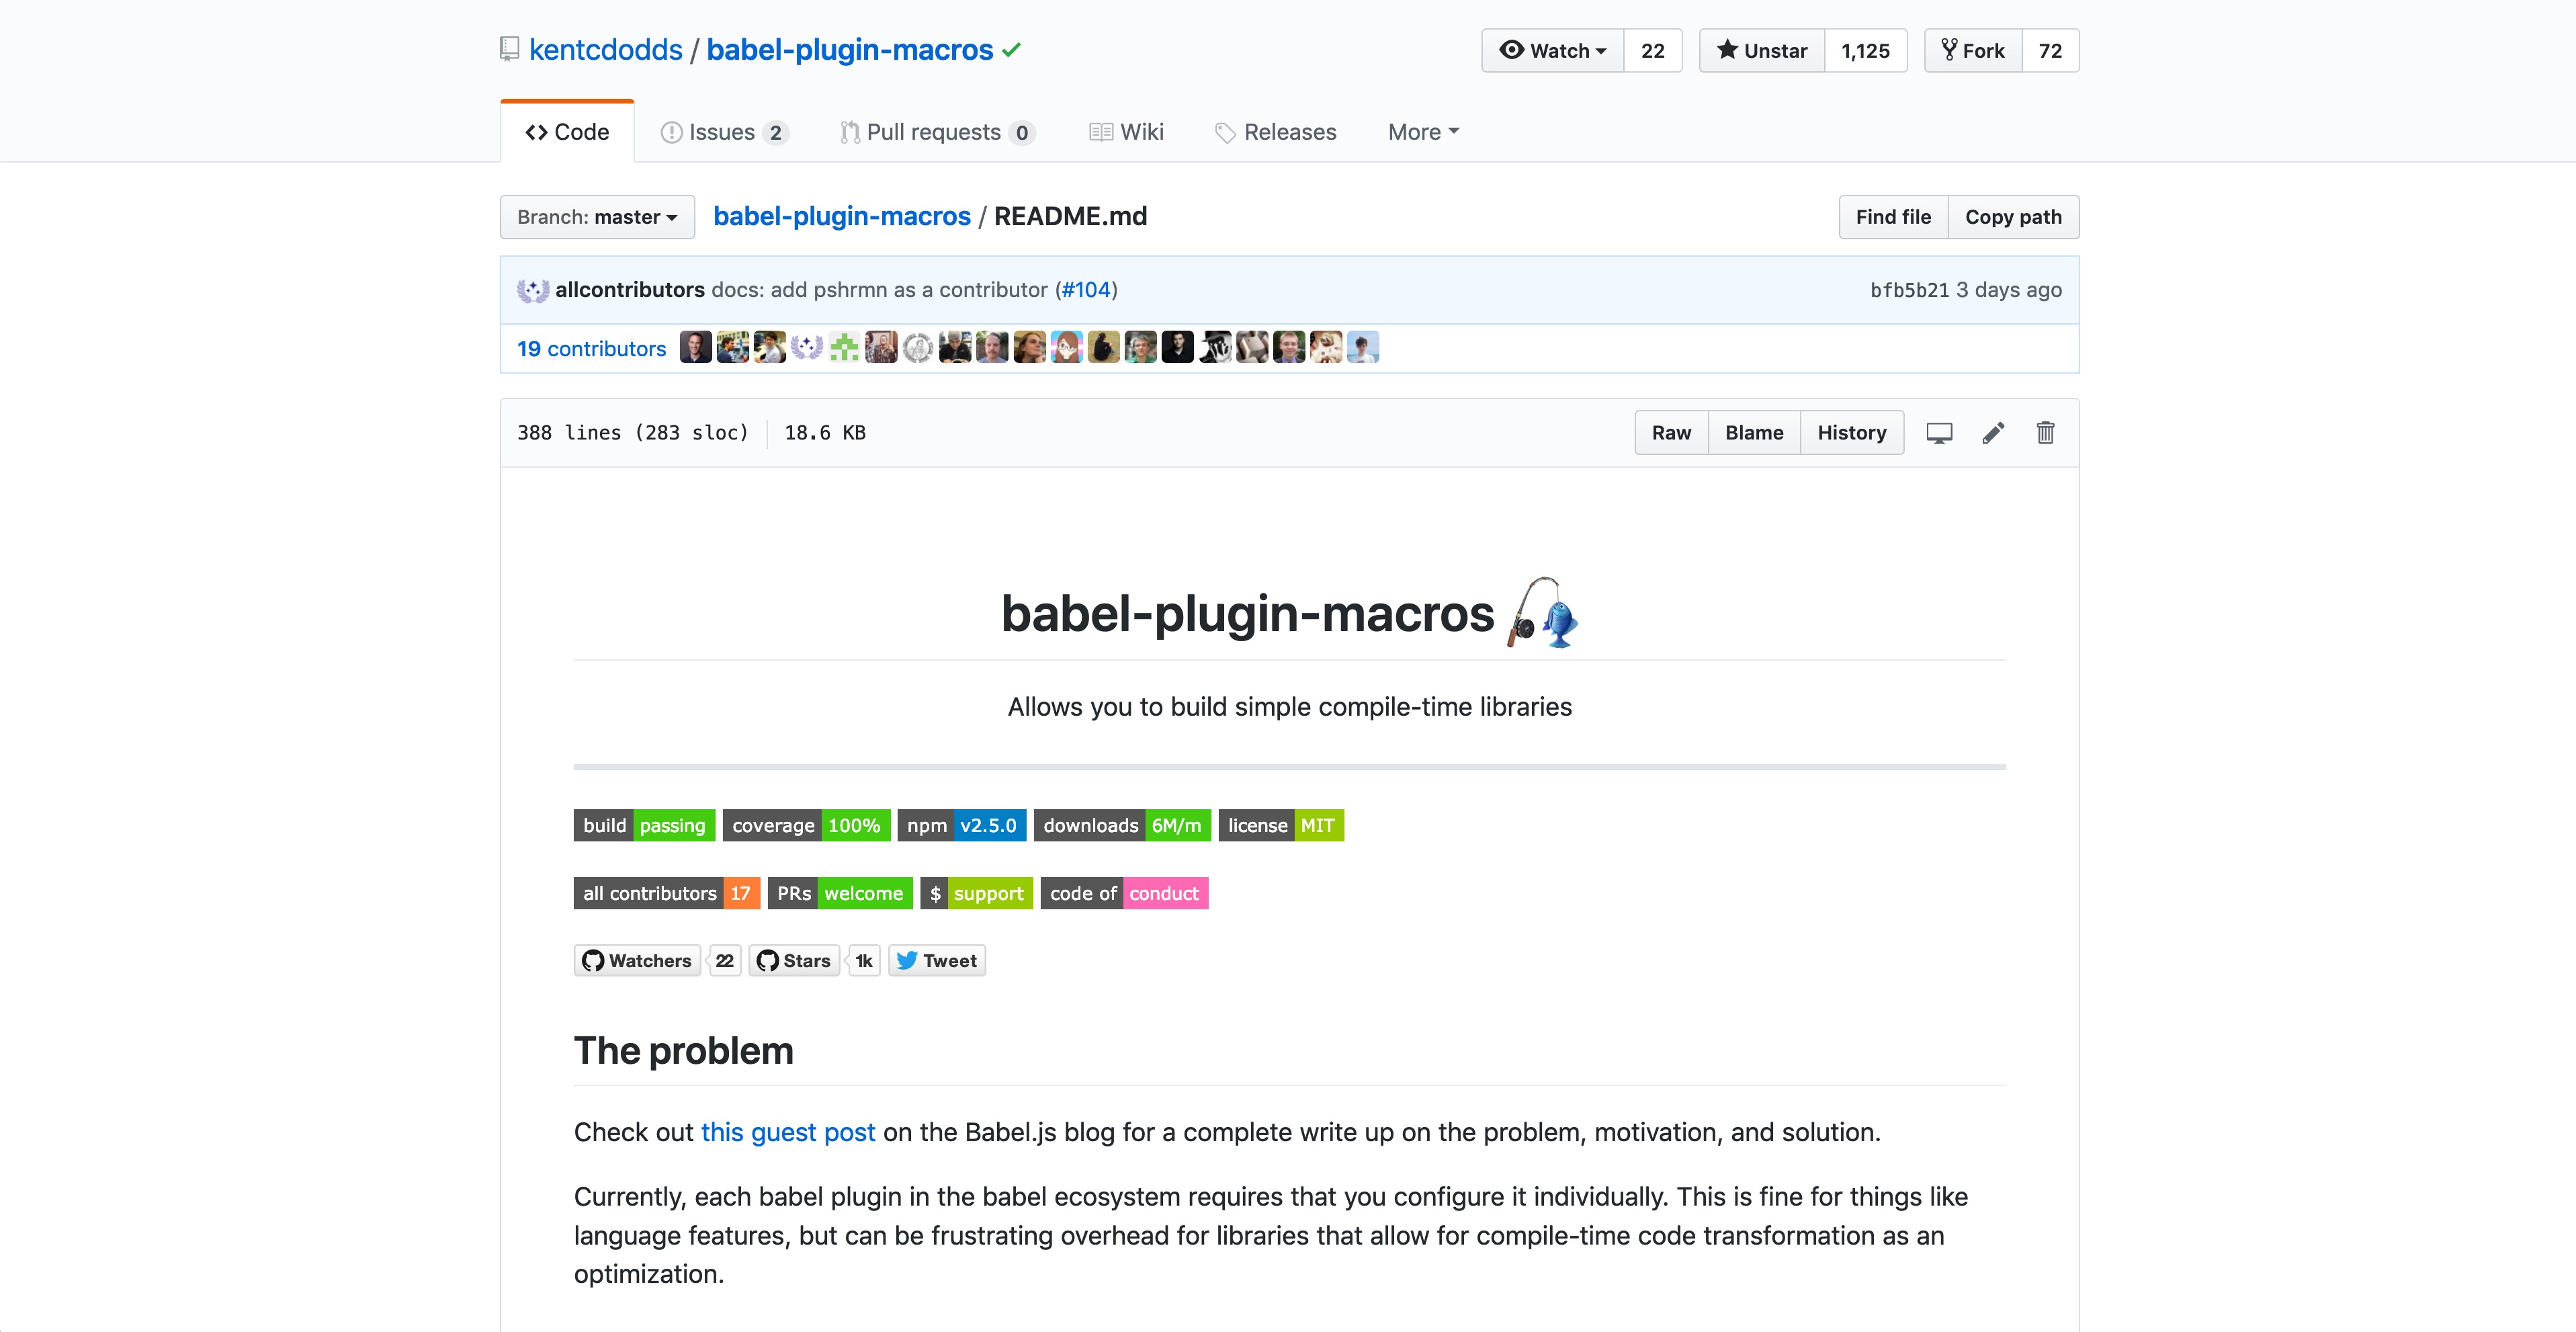 kentcdodds / babel-plugin-macros
Watch 22 Unstar 1,125 Fork 72
Code Issues 2 Pull requests 0 Wiki Releases More
Branch: master babel-plugin-macros / README.md Find file Copy path
allcontributors docs: add pshrmn as a contributor (#104) bfb5b21 3 days ago
19 contributors
388 lines (283 sloc) 18.6 KB Raw Blame History
babel-plugin-macros
Allows you to build simple compile-time libraries
build passing coverage 100% npm v2.5.0 downloads 6M/m license MIT
all contributors 17 PRs welcome $ support code of conduct
Watchers 22 Stars 1k Tweet
The problem
Check out this guest post on the Babel.js blog for a complete write up on the problem, motivation, and solution.
Currently, each babel plugin in the babel ecosystem requires that you configure it individually. This is fine for things like
language features, but can be frustrating overhead for libraries that allow for compile-time code transformation as an
optimization.